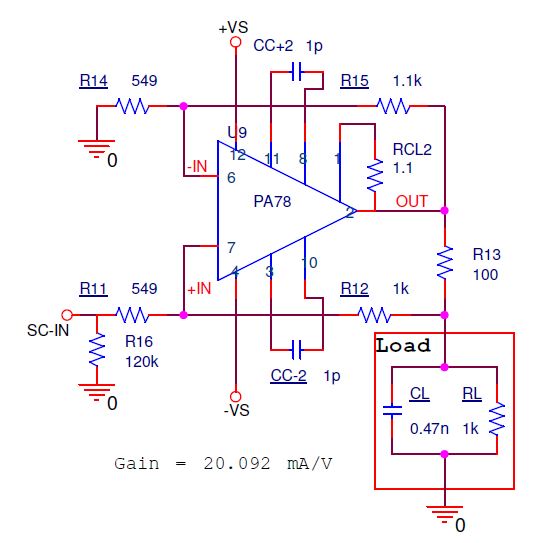 +VS
CC+2 1p
R14 549
R15 1.1k
0
U9
12 11 8 1
-IN
6
RCL2
1.1
PA78
OUT
2
7
R13
100
4 3 10
+IN
R11 549
R12 1k
SC-IN
R16
120k
0
CC-2 1p
-VS
Load
CL RL
0.47n 1k
Gain = 20.092 mA/V
0